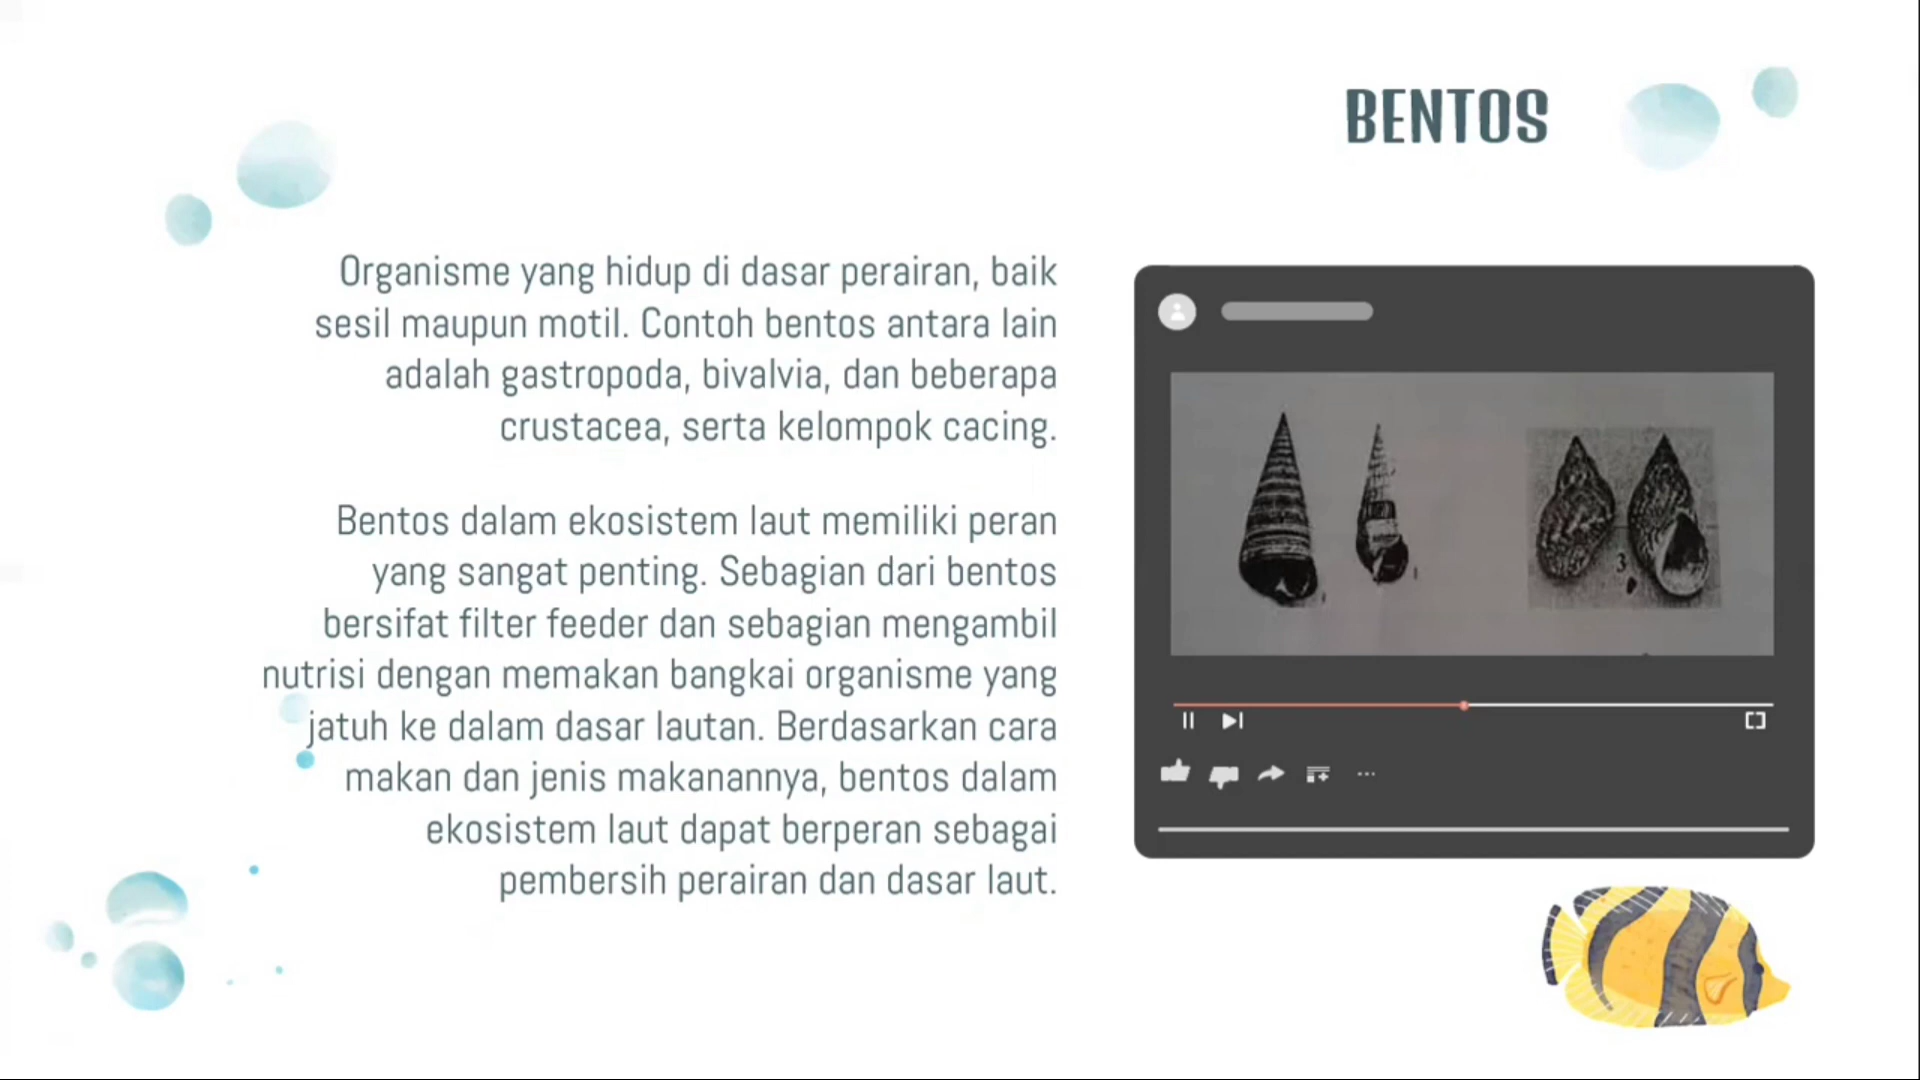 BENTOS
Organisme yang hidup di dasar perairan, baik
sesil maupun motil. Contoh bentos antara lain
adalah gastropoda, bivalvia, dan beberapa
crustacea, serta kelompok cacing.
Bentos dalam ekosistem laut memiliki peran
yang sangat penting. Sebagian dari bentos
bersifat filter feeder dan sebagian mengambil
nutrisi dengan memakan bangkai organisme yang
jatuh ke dalam dasar lautan. Berdasarkan cara
makan dan jenis makanannya, bentos dalam
ekosistem laut dapat berperan sebagai
pembersih perairan dan dasar laut.
3